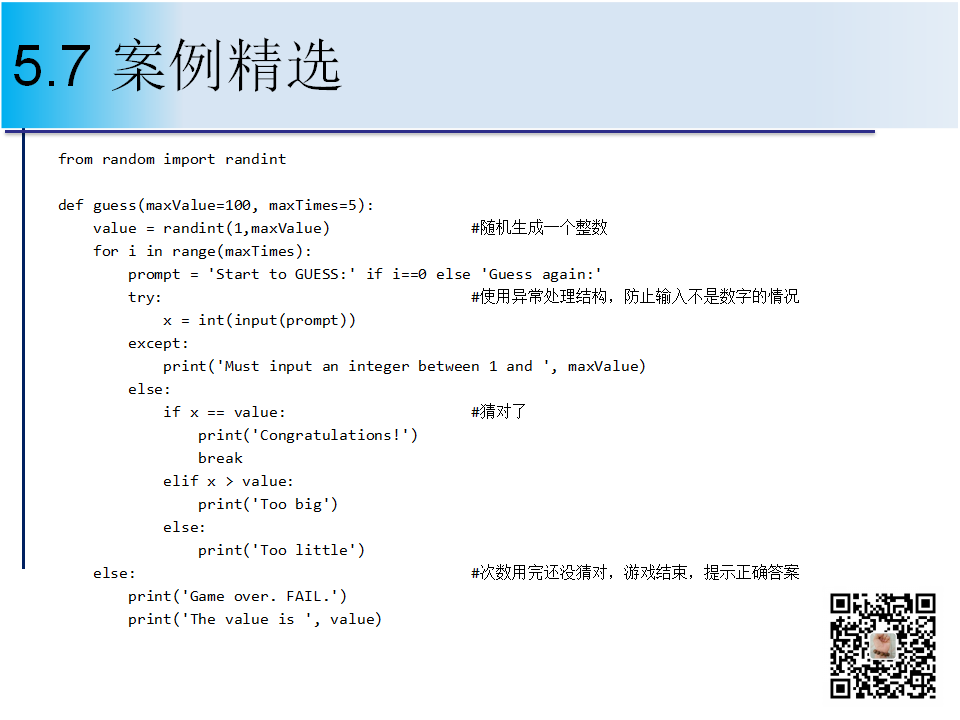 5.7 案例精选
from random import randint
def guess(maxValue=100, maxTimes=5):
    value = randint(1,maxValue)                #随机生成一个整数
    for i in range(maxTimes):
        prompt = 'Start to GUESS:' if i==0 else 'Guess again:'
        try:                                   #使用异常处理结构，防止输入不是数字的情况
            x = int(input(prompt))
        except:
            print('Must input an integer between 1 and ', maxValue)
        else:
            if x == value:                     #猜对了
                print('Congratulations!')
                break
            elif x > value:
                print('Too big')
            else:
                print('Too little')
    else:                                      #次数用完还没猜对，游戏结束，提示正确答案
        print('Game over. FAIL.')
        print('The value is ', value)